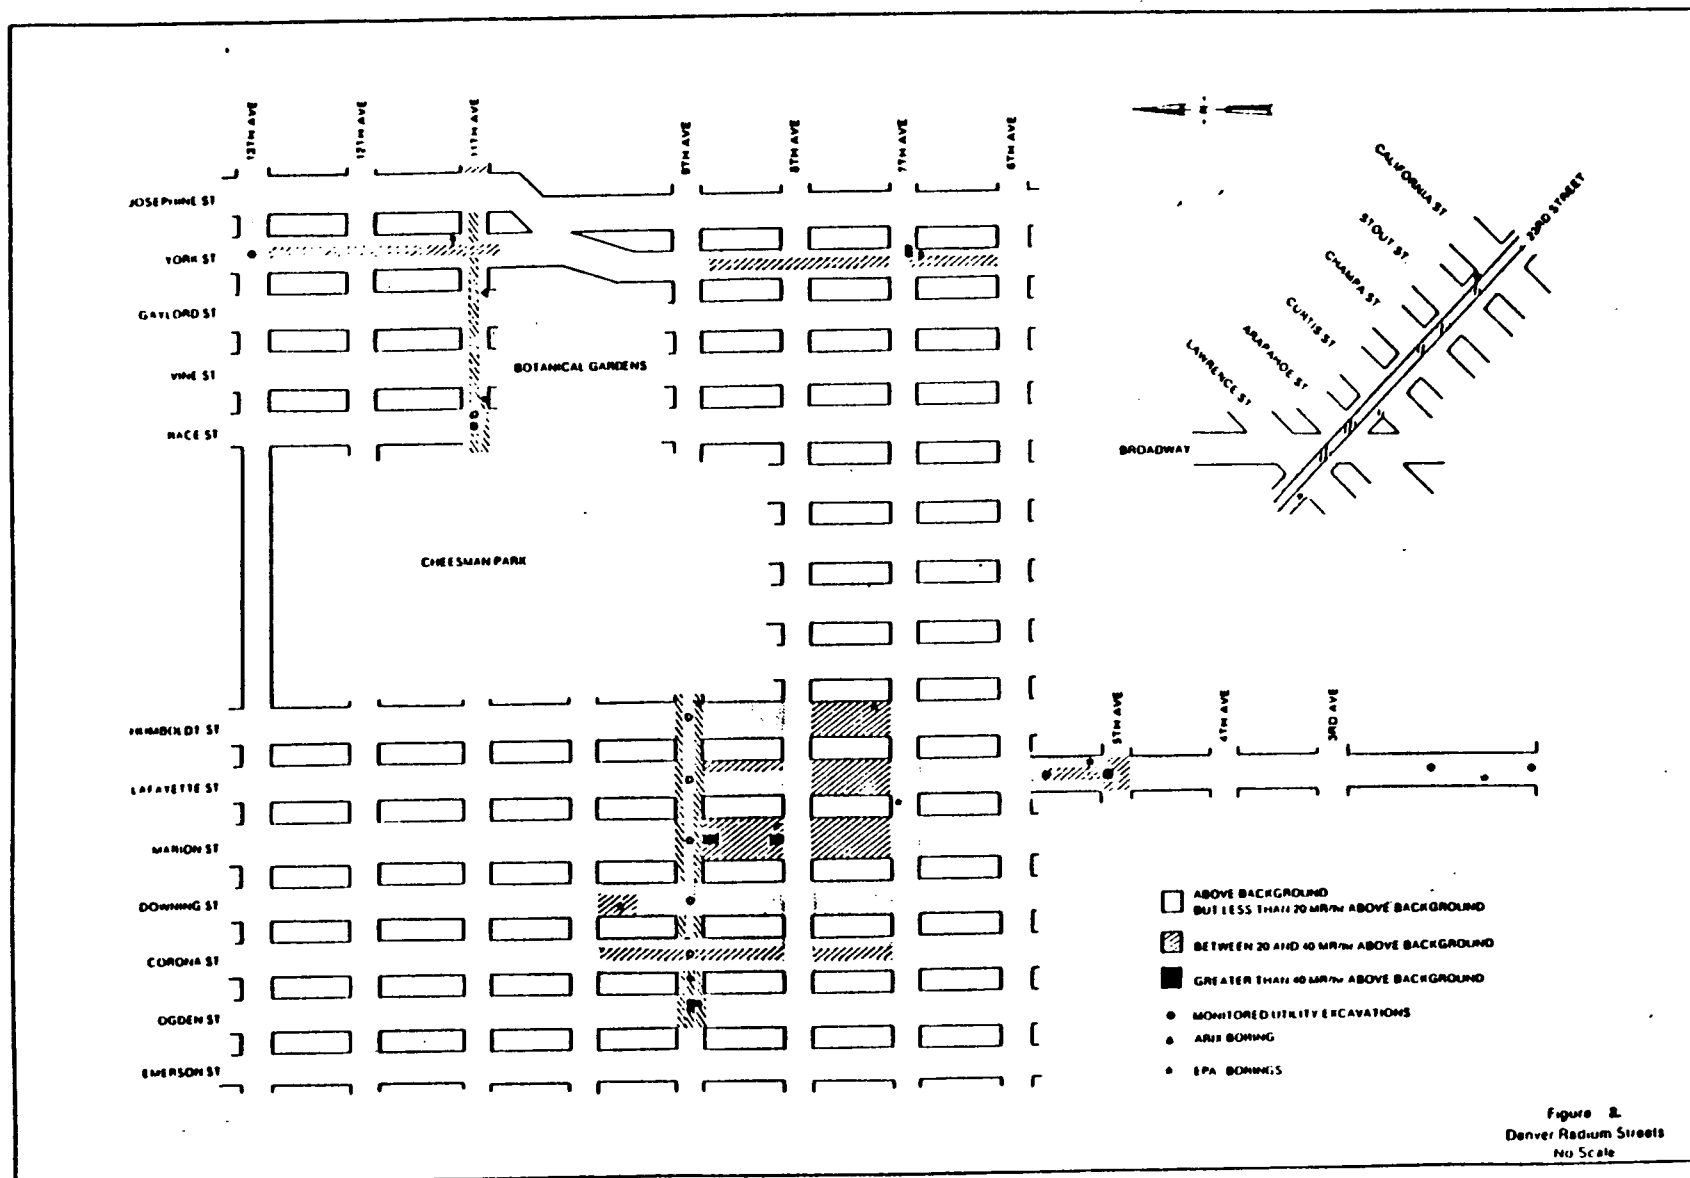 13TH AVE
12TH AVE
11TH AVE
9TH AVE
8TH AVE
7TH AVE
6TH AVE
JOSEPHINE ST
YORK ST
GAYLORD ST
VINE ST
RACE ST
BOTANICAL GARDENS
CHEESMAN PARK
CALIFORNIA ST
STOUT ST.
CHAMPA ST
CURTIS ST
ARAPAHOE ST
LAWRENCE ST
23RD STREET
BROADWAY
HUMBOLDT ST
LAFAYETTE ST
MARION ST
DOWNING ST
CORONA ST
OGDEN ST
EMERSON ST
5TH AVE
4TH AVE
3RD AVE
ABOVE BACKGROUND
BUT LESS THAN 20 MR/hr ABOVE BACKGROUND
BETWEEN 20 AND 40 MR/hr ABOVE BACKGROUND
GREATER THAN 40 MR/hr ABOVE BACKGROUND
MONITORED UTILITY EXCAVATIONS
ARIX BORING
EPA BORINGS
Figure 8.
Denver Radium Streets
No Scale